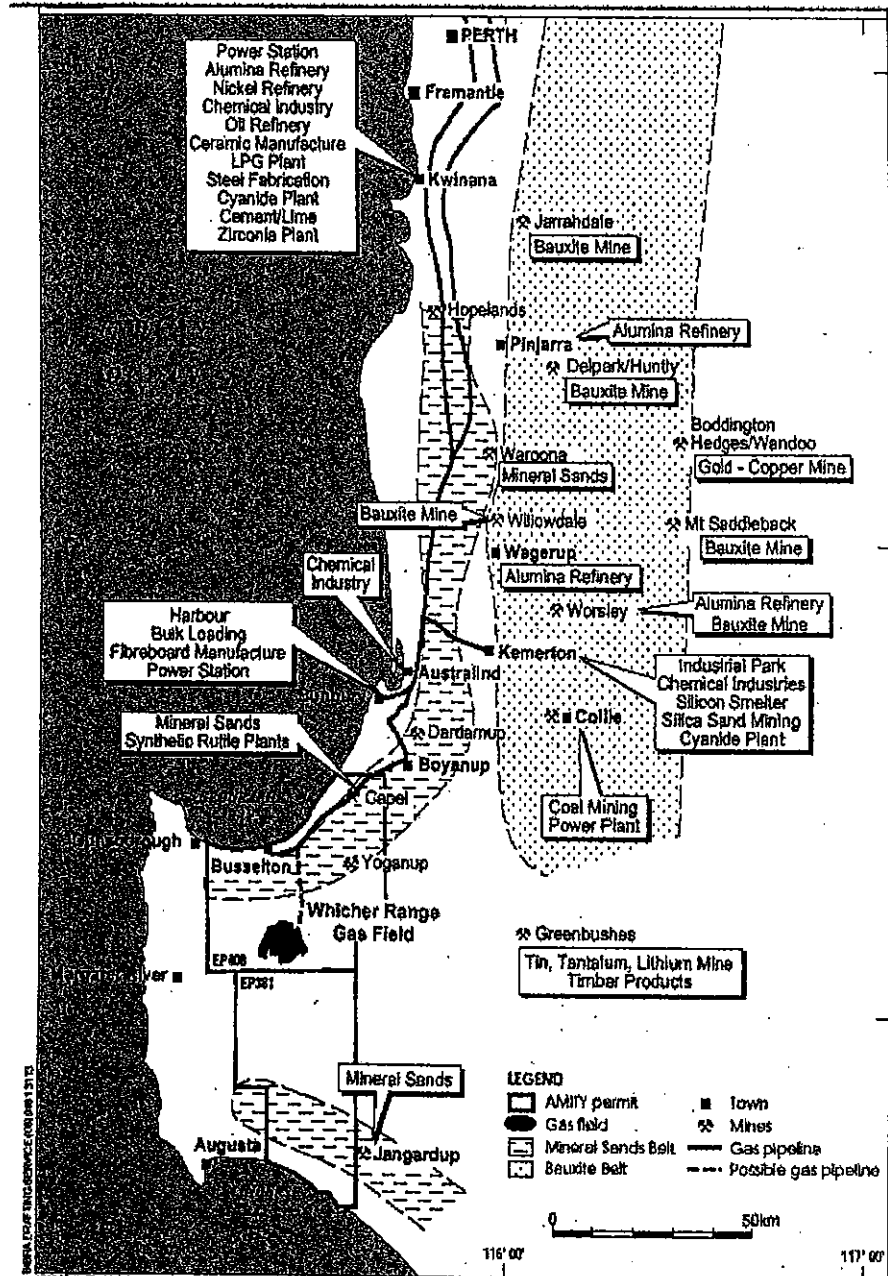 PERTH
Power Station
Alumina Refinery
Nickel Refinery
Chemical Industry
Oil Refinery
Ceramic Manufacture
LPG Plant
Steel Fabrication
Cyanide Plant
Cement/Lime
Zirconia Plant
Fremantle
Kwinana
Jarrahdale
Bauxite Mine
Hopelands
Pinjarra
Alumina Refinery
Delpark/Huntly
Bauxite Mine
Boddington
Hedges/Wandoo
Gold - Copper Mine
Waroona
Mineral Sands
Bauxite Mine
Willowdale
Mt Saddleback
Bauxite Mine
Wagerup
Alumina Refinery
Chemical
Industry
Worsley
Alumina Refinery
Bauxite Mine
Harbour
Bulk Loading
Fibreboard Manufacture
Power Station
Kemerton
Australind
Industrial Park
Chemical Industries
Silicon Smelter
Silica Sand Mining
Cyanide Plant
Mineral Sands
Synthetic Rutile Plants
Collie
Dardanup
Boyanup
Capel
Coal Mining
Power Plant
Busselton
Yoganup
Whicher Range
Gas Field
Greenbushes
Tin, Tantalum, Lithium Mine
Timber Products
EP408
EP381
Mineral Sands
Augusta
Jangardup
LEGEND
AMITY permit
Gas field
Mineral Sands Belt
Bauxite Belt
Town
Mines
Gas pipeline
Possible gas pipeline
0 50km
116° 00'
117° 00'